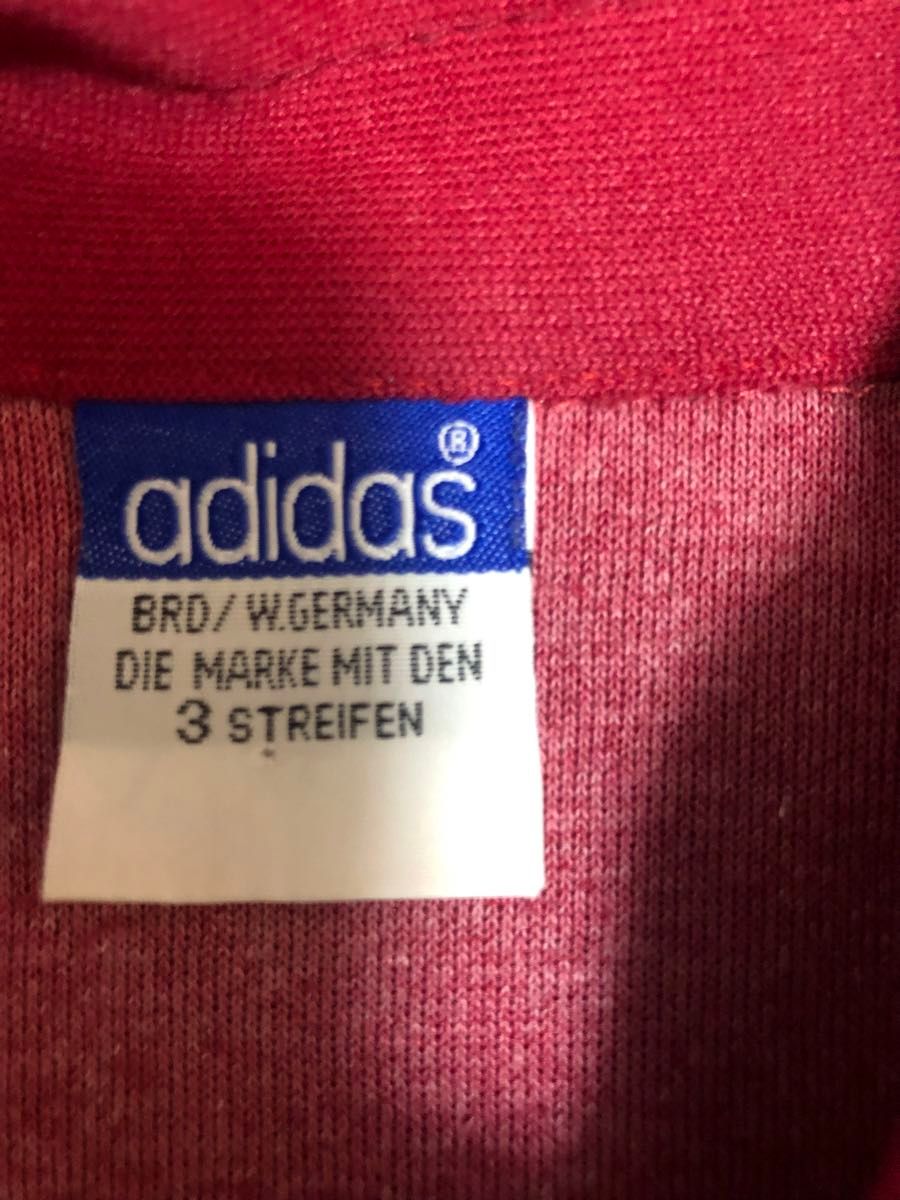 adidas®
BRD/W.GERMANY
DIE MARKE MIT DEN
3 STREIFEN